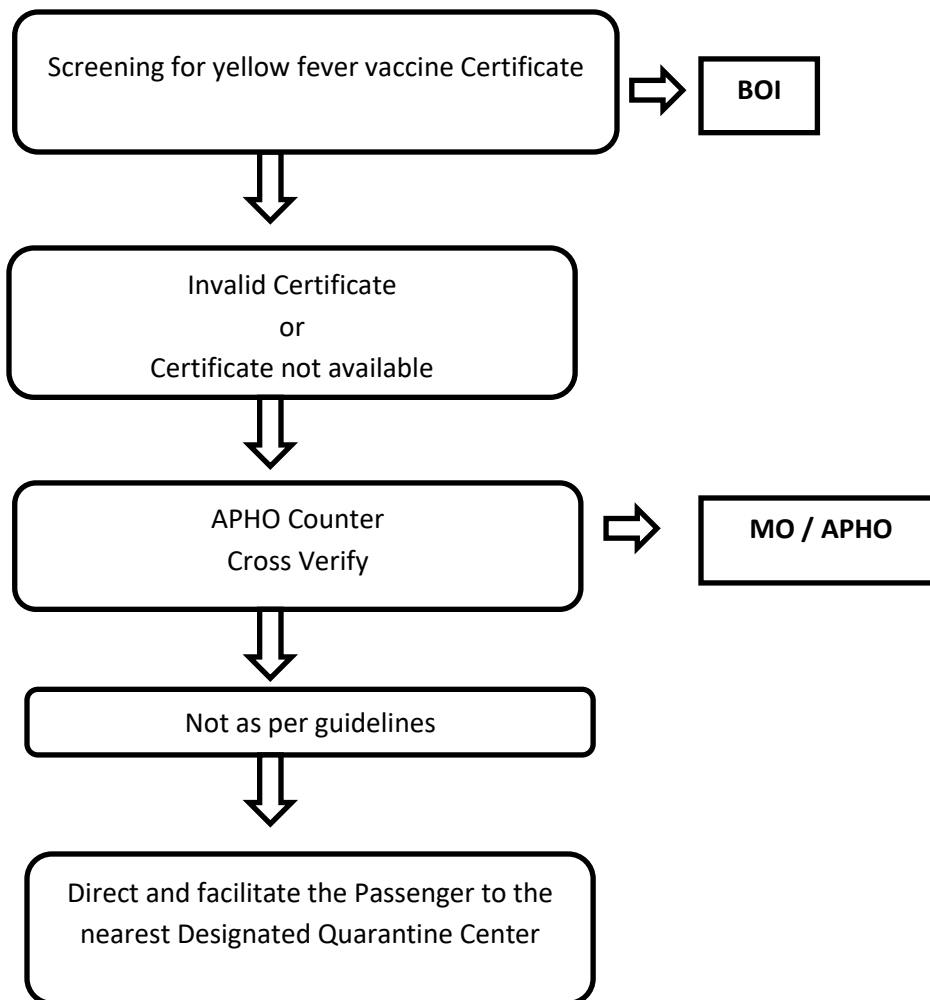 Screening for yellow fever vaccine Certificate
BOI
Invalid Certificate
or
Certificate not available
APHO Counter
Cross Verify
MO / APHO
Not as per guidelines
Direct and facilitate the Passenger to the
nearest Designated Quarantine Center